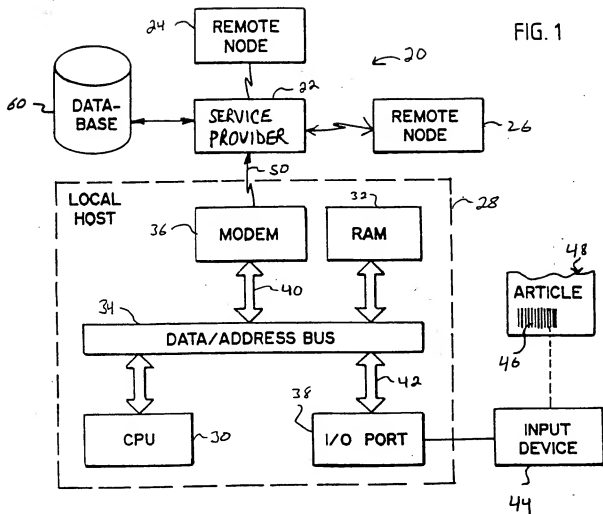 FIG. 1
24
REMOTE
NODE
20
60
DATA-
BASE
22
SERVICE
PROVIDER
REMOTE
NODE
26
50
LOCAL
HOST
28
36
MODEM
32
RAM
40
48
ARTICLE
46
34
DATA/ADDRESS BUS
42
CPU
30
38
I/O PORT
INPUT
DEVICE
44